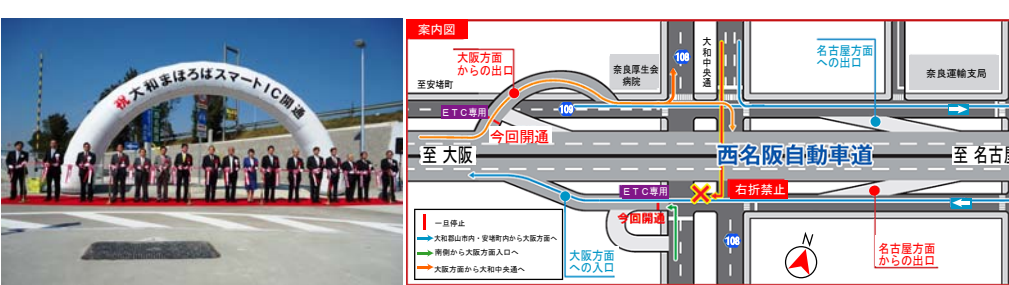 祝 大和まほろばスマートIC開通
案内図
大阪方面
からの出口
至安堵町
奈良厚生会
病院
108
大和中央通
名古屋方面
への出口
奈良運輸支局
ETC専用
109
今回開通
至 大阪
西名阪自動車道
至 名古屋
ETC専用
右折禁止
今回開通
一旦停止
大和郡山市内・安堵町内から大阪方面へ
南側から大阪方面入口へ
大阪方面から大和中央通へ
大阪方面
への入口
108
N
名古屋方面
からの出口